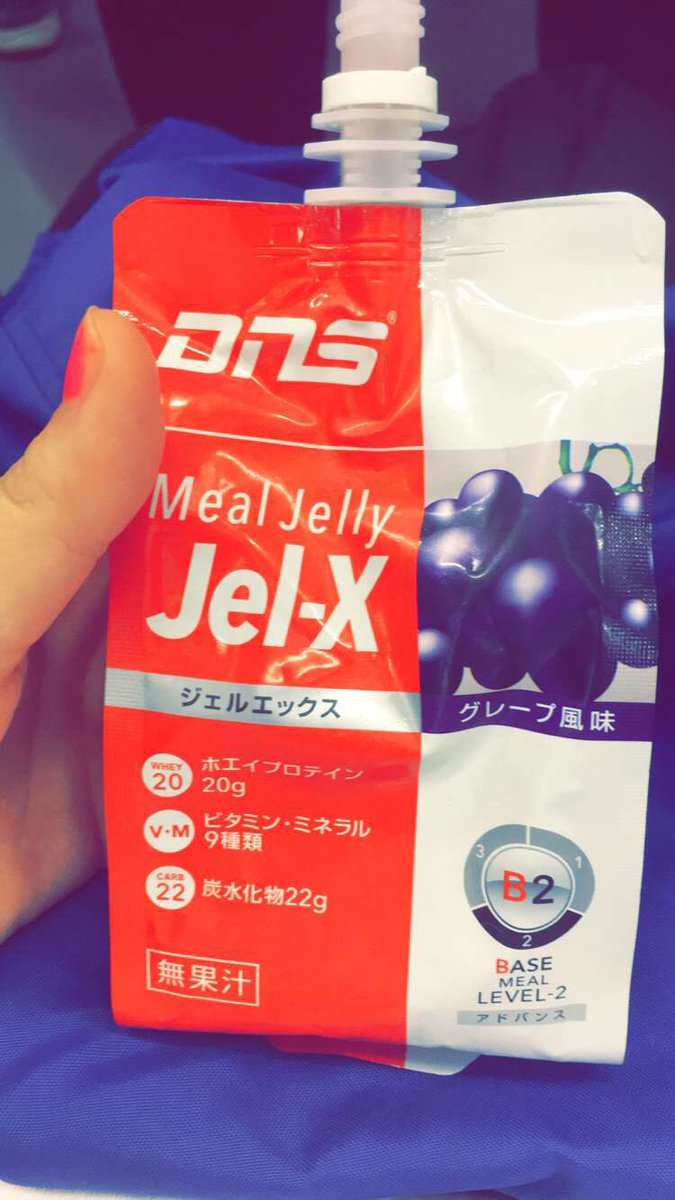 DNS®
Meal Jelly
Jel-X
ジェルエックス
グレープ風味
WHEY
20
ホエイプロテイン
20g
V・M
ビタミン・ミネラル
9種類
CARB
22
炭水化物22g
無果汁
3
1
B2
2
BASE
MEAL
LEVEL-2
アドバンス